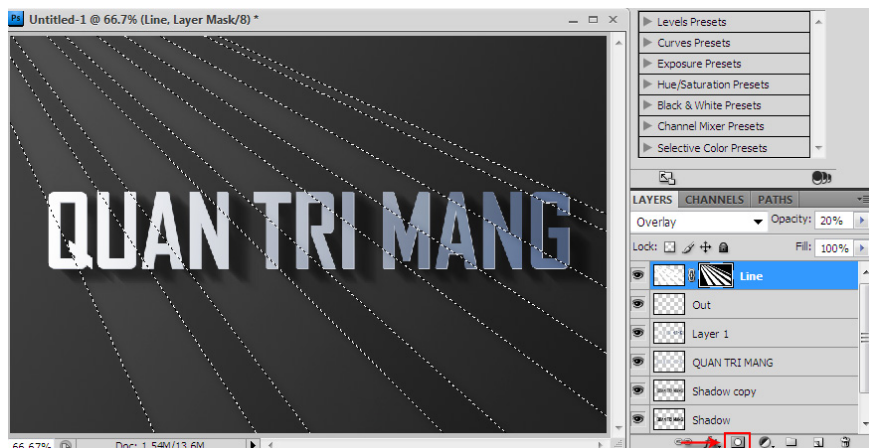 Ps Untitled-1 @ 66.7% (Line, Layer Mask/8) *
QUAN TRI MANG
66.67% Doc: 1.54M/13.6M
Levels Presets
Curves Presets
Exposure Presets
Hue/Saturation Presets
Black & White Presets
Channel Mixer Presets
Selective Color Presets
LAYERS CHANNELS PATHS
Overlay Opacity: 20%
Lock: Fill: 100%
Line
Out
Layer 1
QUAN TRI MANG
Shadow copy
Shadow